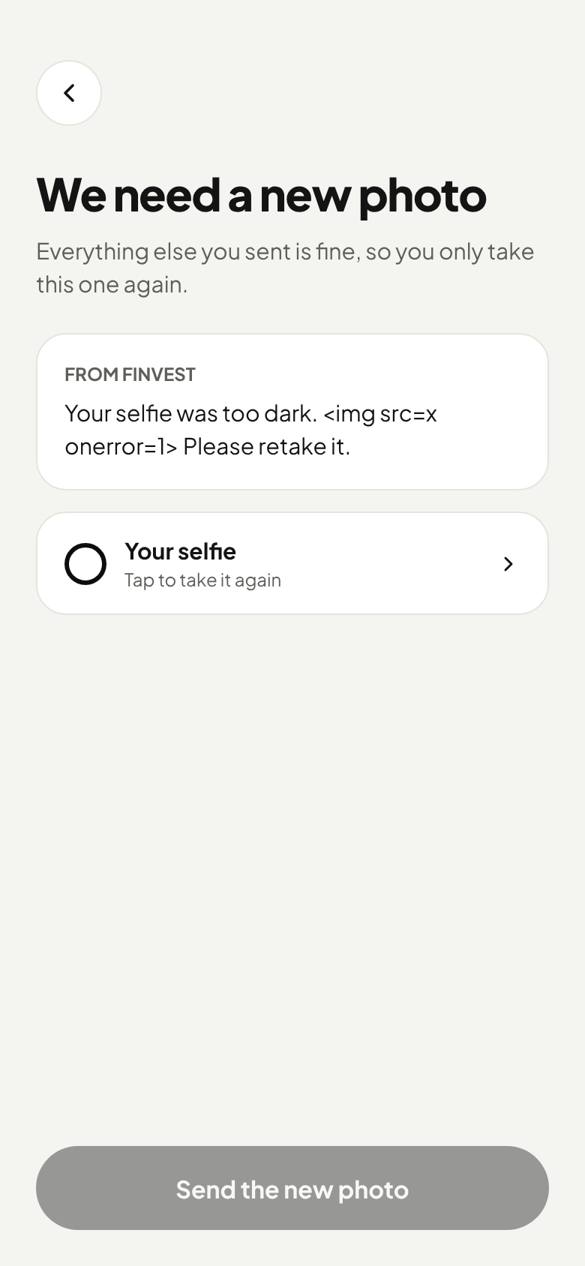 We need a new photo
Everything else you sent is fine, so you only take
this one again.
FROM FINVEST
Your selfie was too dark. <img src=x
onerror=1> Please retake it.
Your selfie
Tap to take it again
Send the new photo